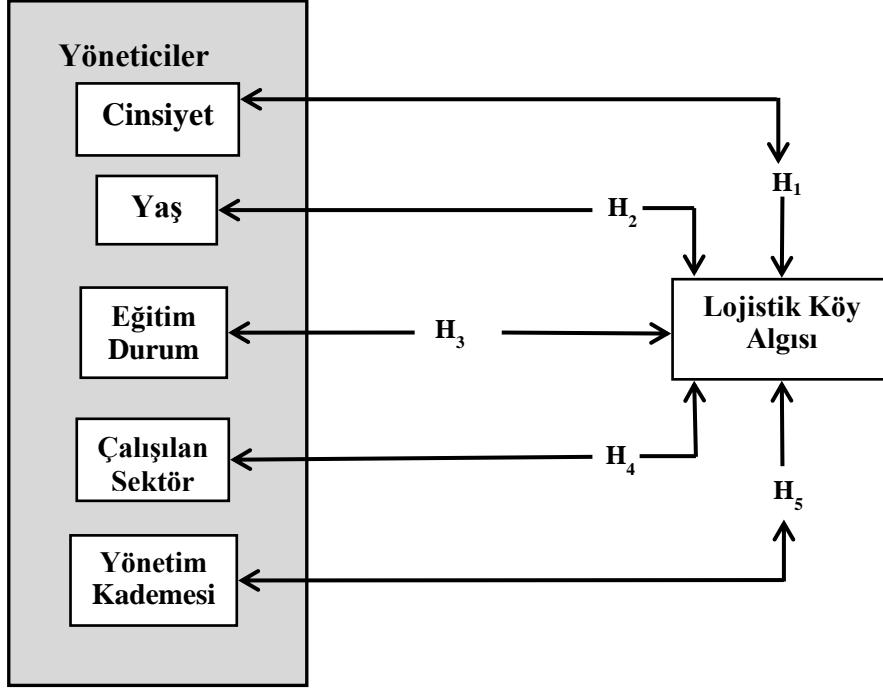 Yöneticiler
Cinsiyet
H₁
Yaş
H₂
Eğitim
Durum
H₃
Lojistik Köy
Algısı
Çalışılan
Sektör
H₄
H₅
Yönetim
Kademesi